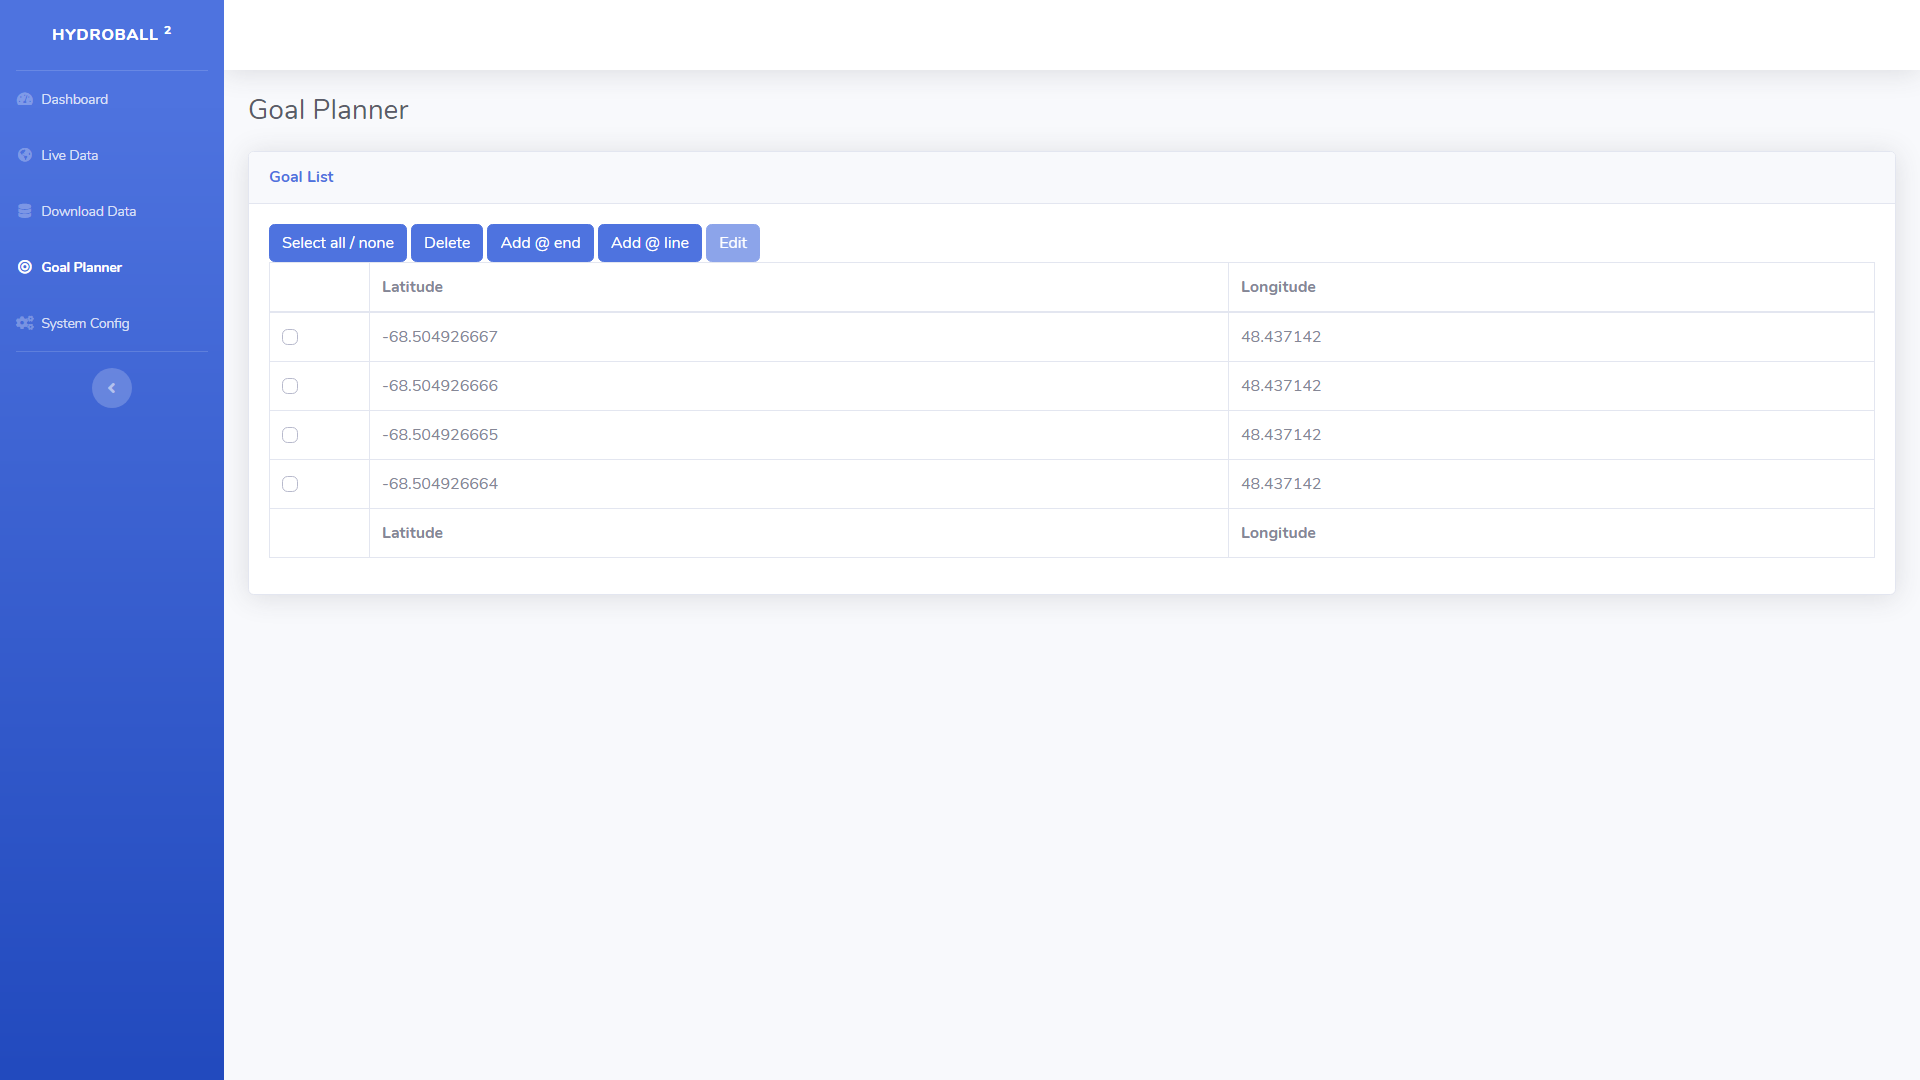 HYDROBALL 2
Dashboard
Live Data
Download Data
Goal Planner
System Config
Goal Planner
Goal List
Select all / none Delete Add @ end Add @ line Edit
Latitude Longitude
-68.504926667 48.437142
-68.504926666 48.437142
-68.504926665 48.437142
-68.504926664 48.437142
Latitude Longitude